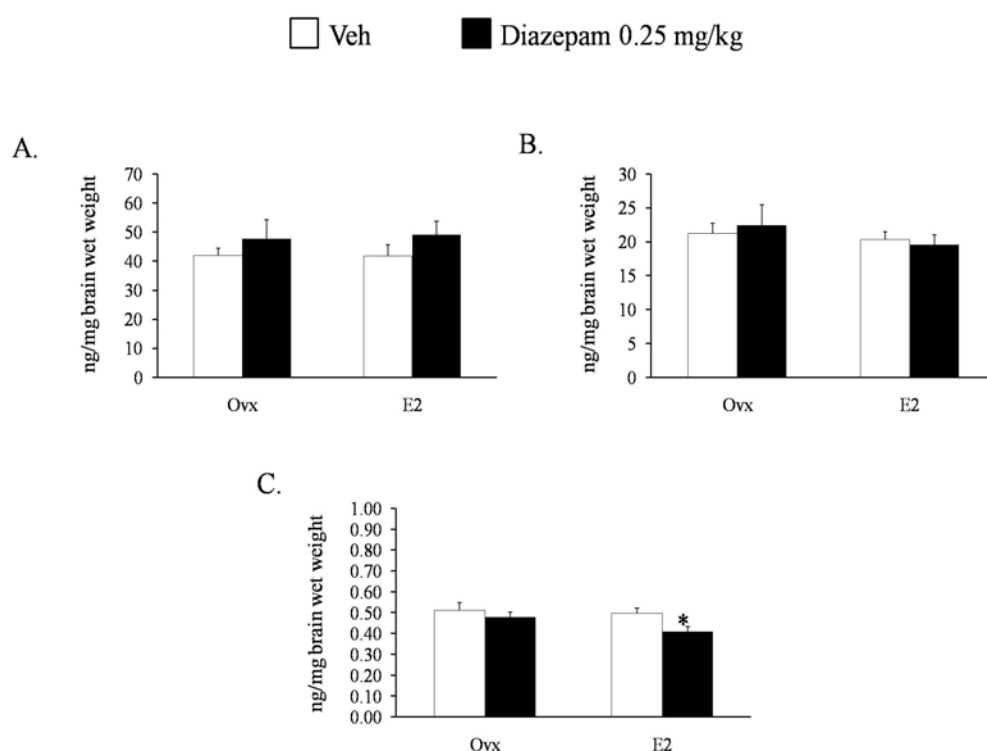 Veh Diazepam 0.25 mg/kg
A.
ng/mg brain wet weight
70
60
50
40
30
20
10
0
Ovx E2
B.
ng/mg brain wet weight
30
25
20
15
10
5
0
Ovx E2
C.
ng/mg brain wet weight
1.00
0.90
0.80
0.70
0.60
0.50
0.40
0.30
0.20
0.10
0.00
*
Ovx E2